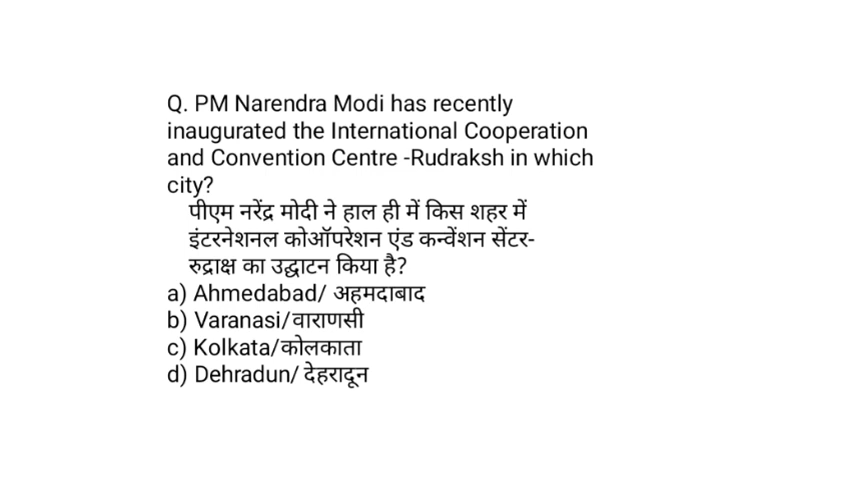 Q. PM Narendra Modi has recently
inaugurated the International Cooperation
and Convention Centre -Rudraksh in which
city?
पीएम नरेंद्र मोदी ने हाल ही में किस शहर में
इंटरनेशनल कोऑपरेशन एंड कन्वेंशन सेंटर-
रुद्राक्ष का उद्घाटन किया है?
a) Ahmedabad/ अहमदाबाद
b) Varanasi/वाराणसी
c) Kolkata/कोलकाता
d) Dehradun/ देहरादून